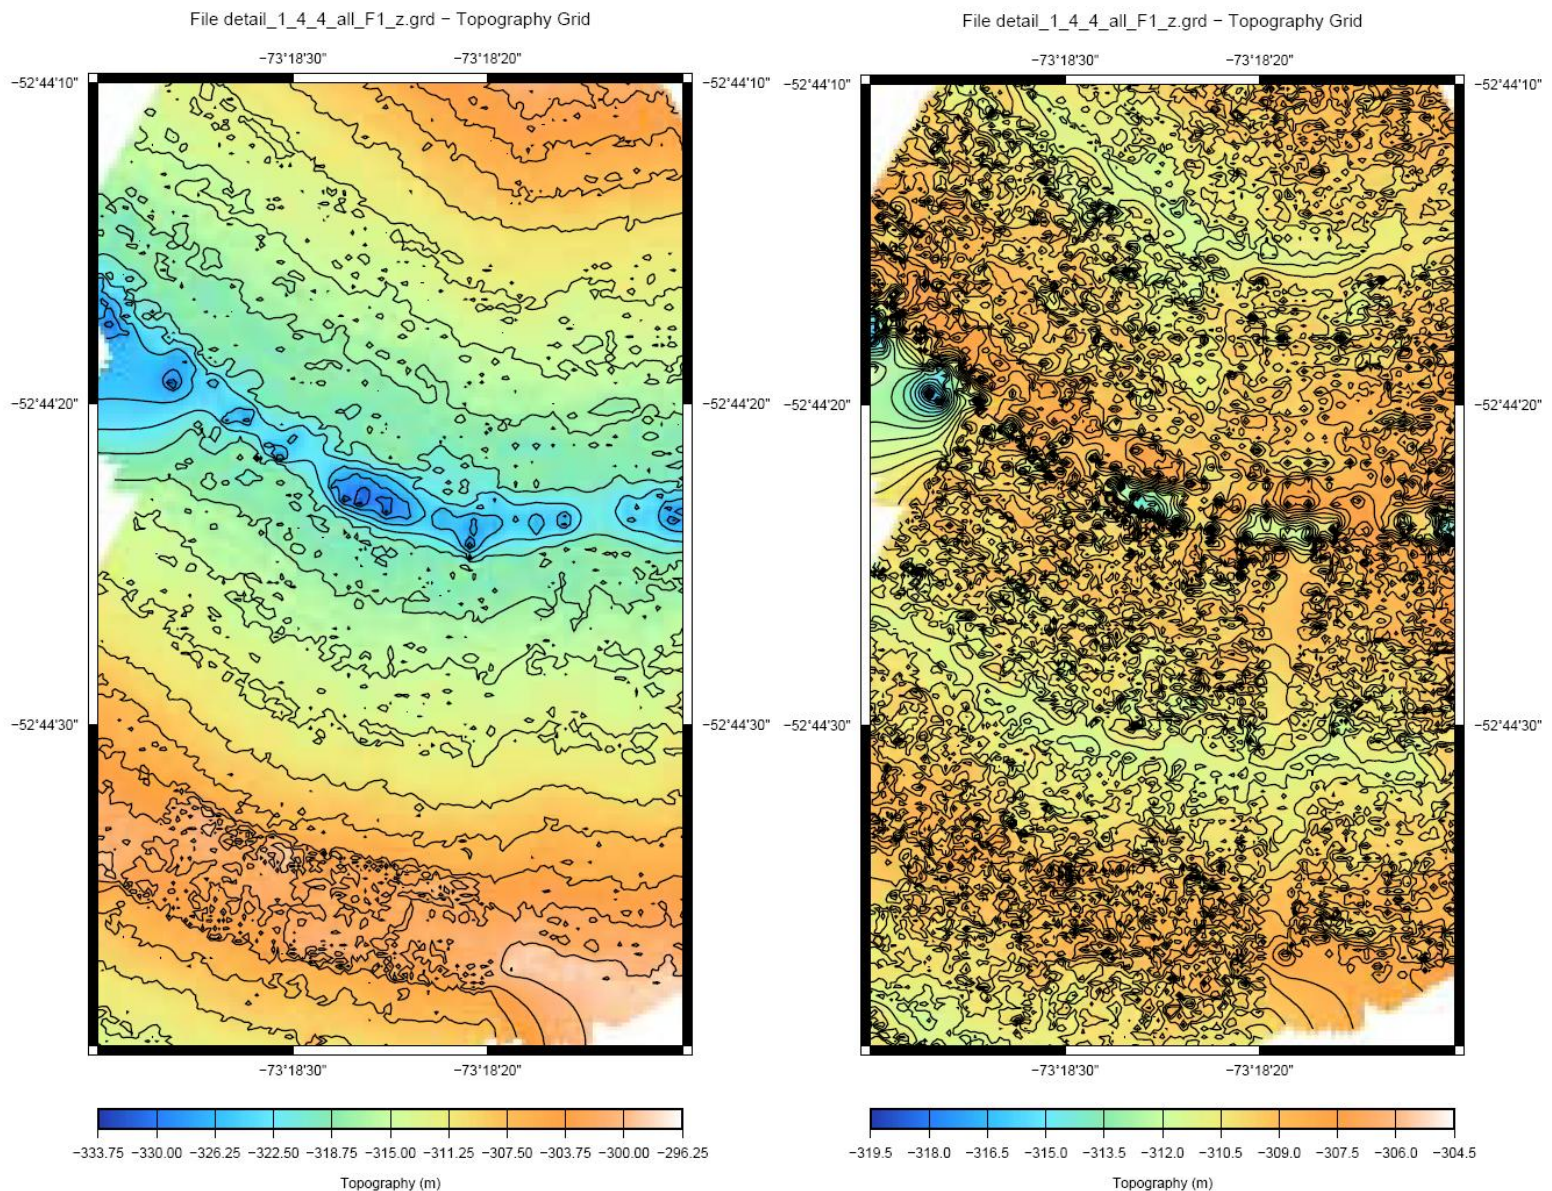 File detail_1_4_4_all_F1_z.grd − Topography Grid
−73°18'30" −73°18'20"
−52°44'10" −52°44'10"
−52°44'20" −52°44'20"
−52°44'30" −52°44'30"
−73°18'30" −73°18'20"
−333.75 −330.00 −326.25 −322.50 −318.75 −315.00 −311.25 −307.50 −303.75 −300.00 −296.25
Topography (m)
File detail_1_4_4_all_F1_z.grd − Topography Grid
−73°18'30" −73°18'20"
−52°44'10" −52°44'10"
−52°44'20" −52°44'20"
−52°44'30" −52°44'30"
−73°18'30" −73°18'20"
−319.5 −318.0 −316.5 −315.0 −313.5 −312.0 −310.5 −309.0 −307.5 −306.0 −304.5
Topography (m)